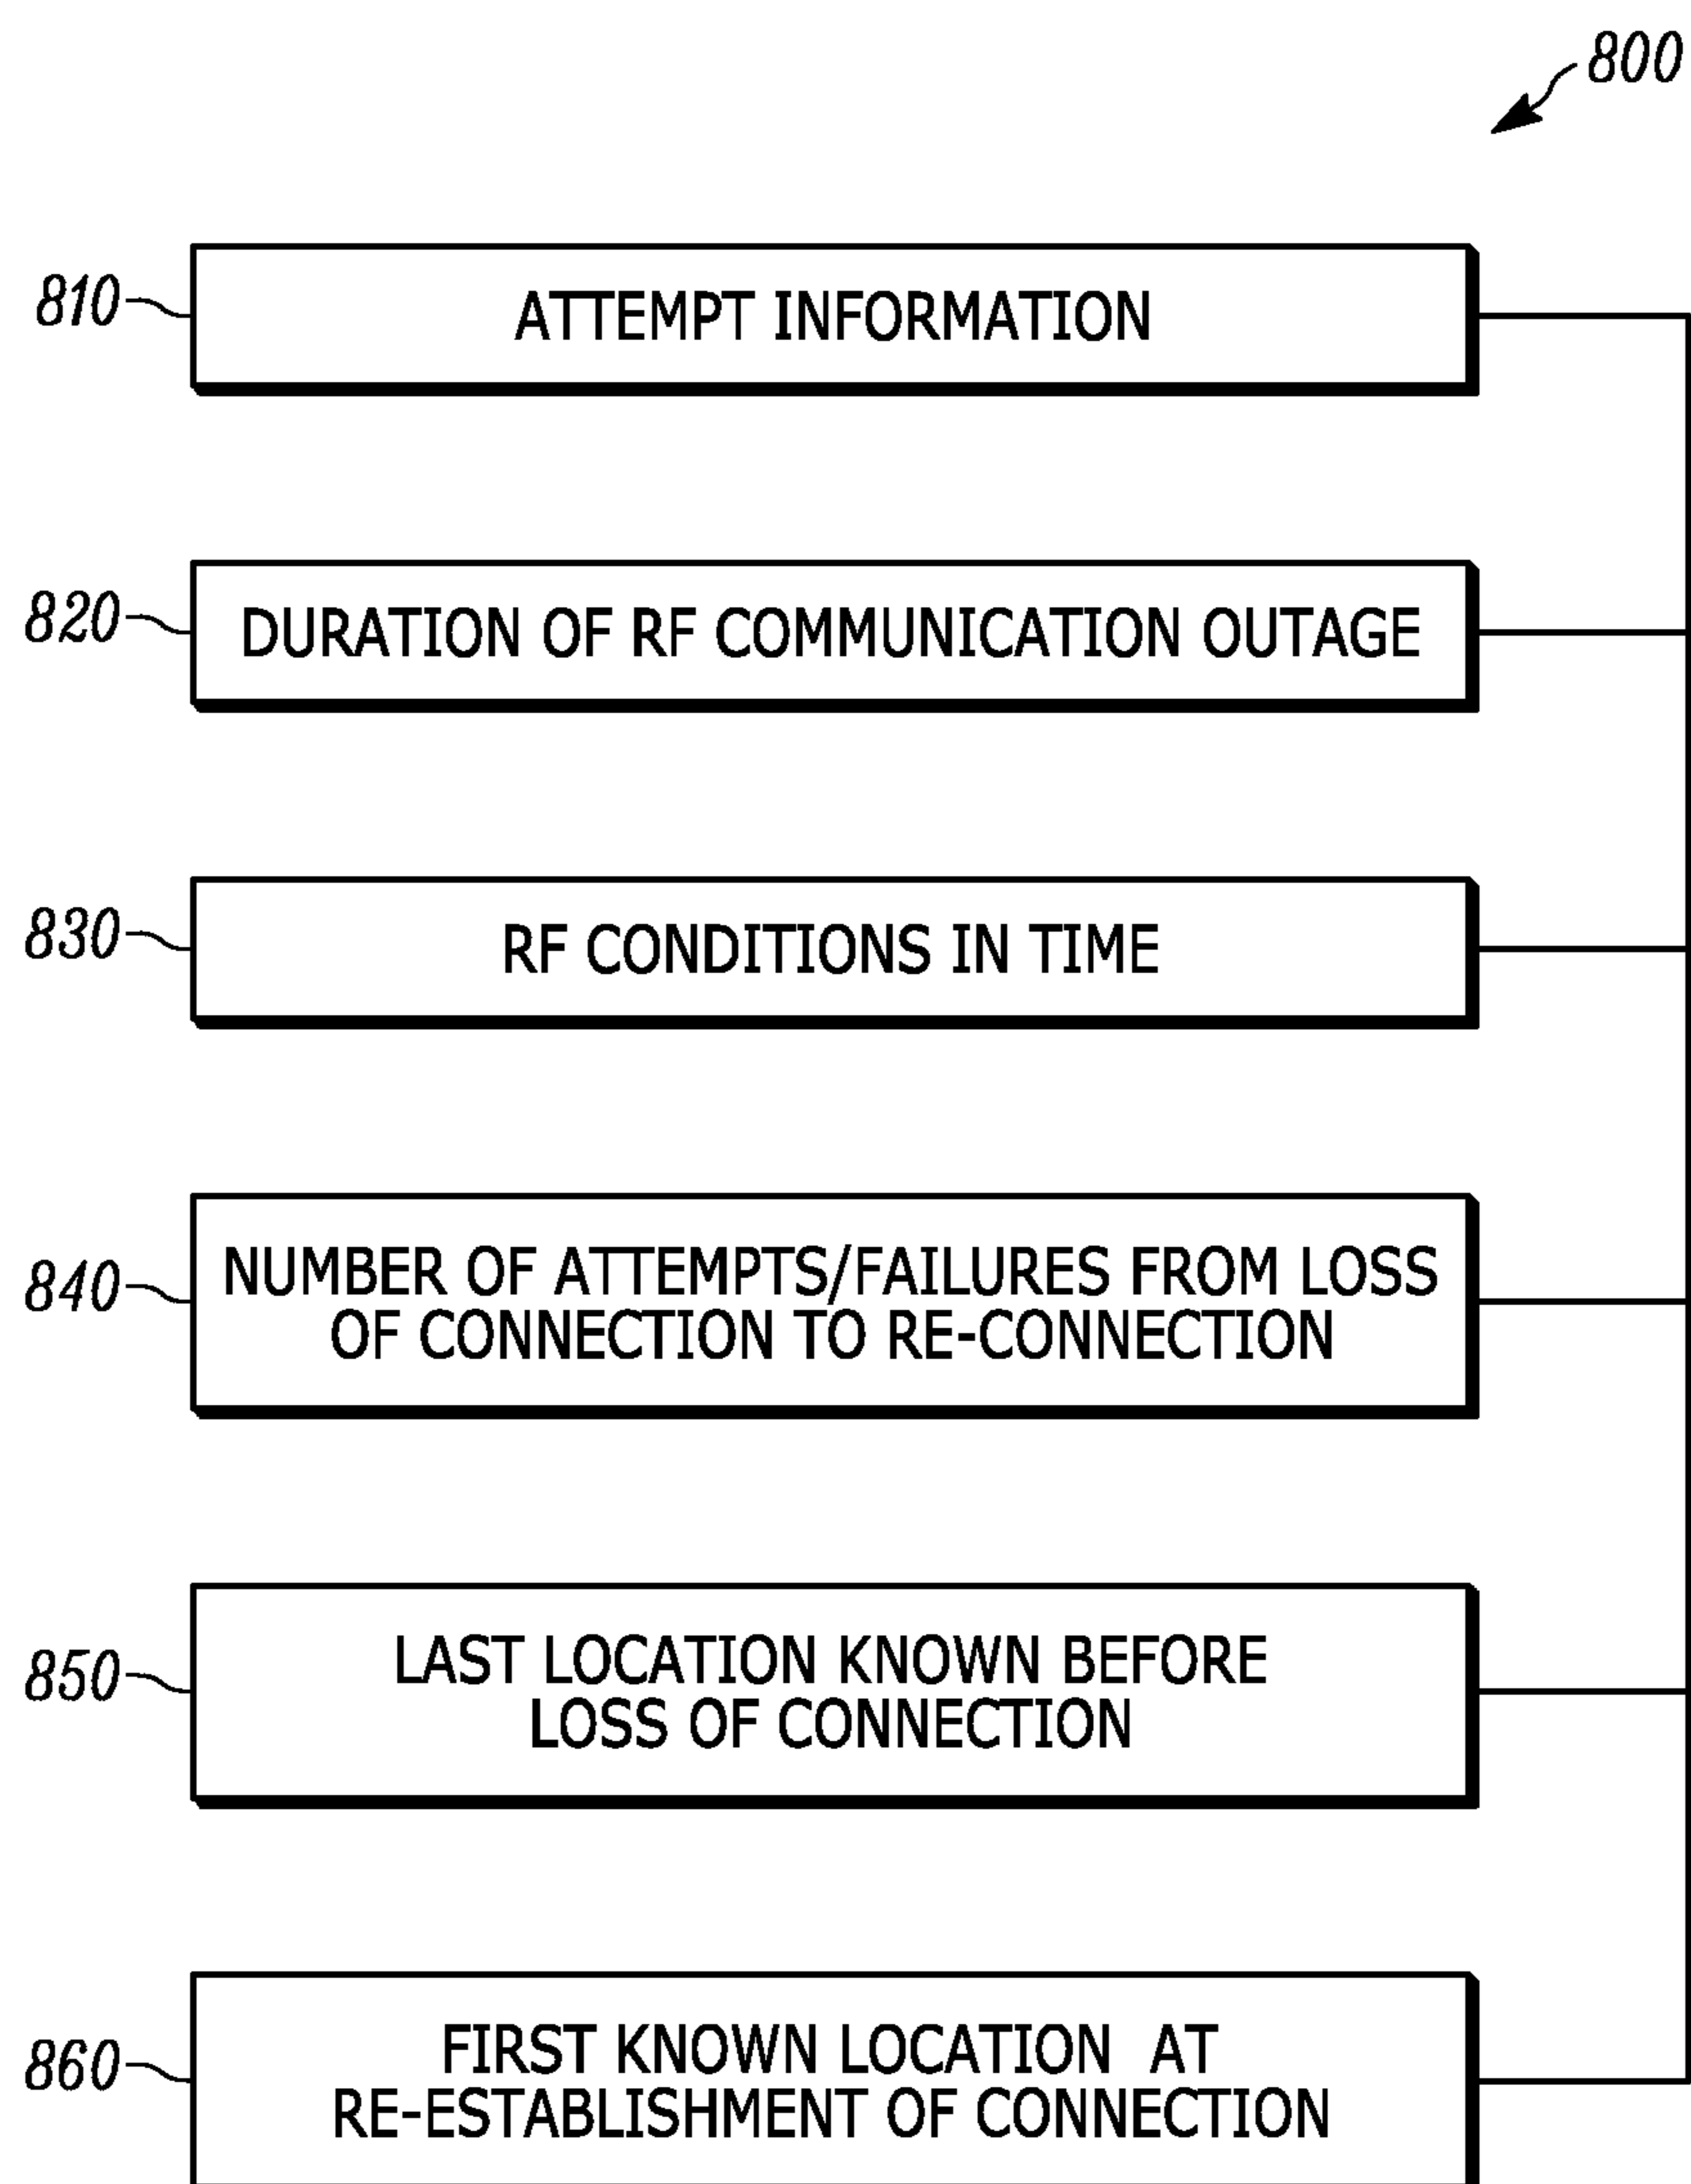 800
810
ATTEMPT INFORMATION
820
DURATION OF RF COMMUNICATION OUTAGE
830
RF CONDITIONS IN TIME
840
NUMBER OF ATTEMPTS/FAILURES FROM LOSS
OF CONNECTION TO RE-CONNECTION
850
LAST LOCATION KNOWN BEFORE
LOSS OF CONNECTION
860
FIRST KNOWN LOCATION AT
RE-ESTABLISHMENT OF CONNECTION